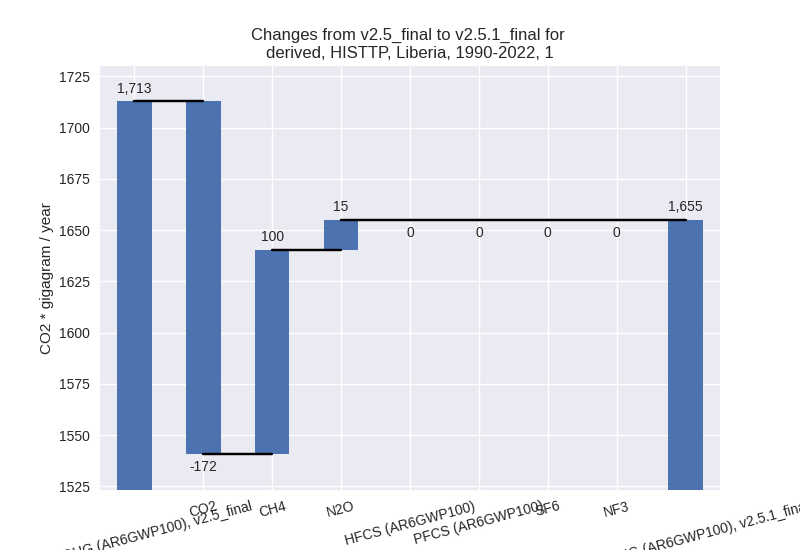 Changes from v2.5_final to v2.5.1_final for
derived, HISTTP, Liberia, 1990-2022, 1
CO2 * gigagram / year
1725
1700
1675
1650
1625
1600
1575
1550
1525
1,713
-172
100
15
0
0
0
0
1,655
(AR6GWP100), v2.5_final
CO2
CH4
N2O
HFCS (AR6GWP100)
PFCS (AR6GWP100)
SF6
NF3
(AR6GWP100), v2.5.1_fina